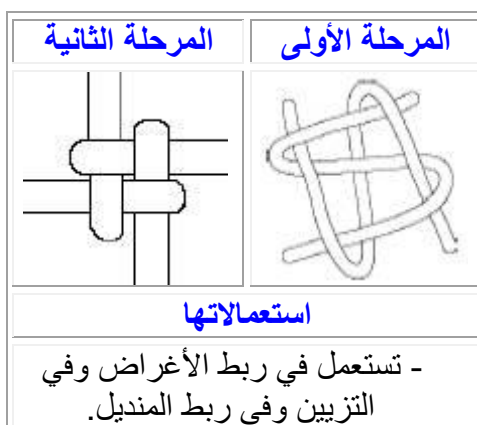 المرحلة الأولى
المرحلة الثانية
استعمالاتها
- تستعمل في ربط الأغراض وفي
التزيين وفي ربط المنديل.